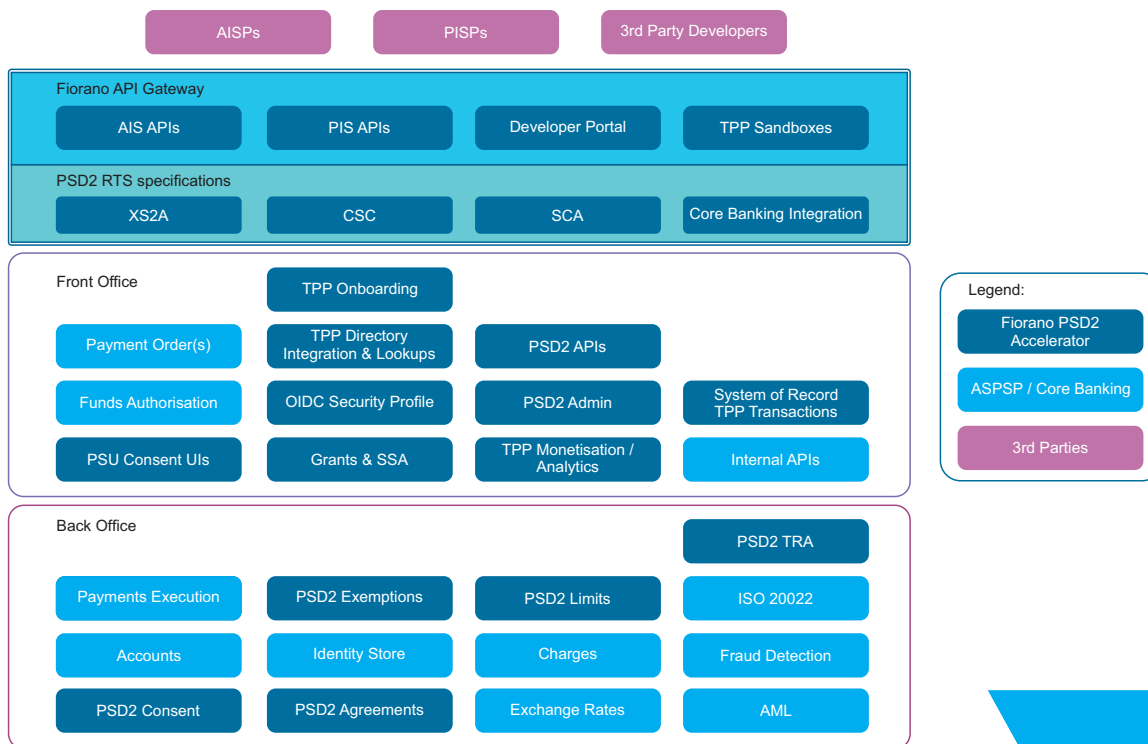 AISPs
PISPs
3rd Party Developers
Fiorano API Gateway
AIS APIs
PIS APIs
Developer Portal
TPP Sandboxes
PSD2 RTS specifications
XS2A
CSC
SCA
Core Banking Integration
Front Office
TPP Onboarding
Payment Order(s)
TPP Directory
Integration & Lookups
PSD2 APIs
Funds Authorisation
OIDC Security Profile
PSD2 Admin
System of Record
TPP Transactions
PSU Consent UIs
Grants & SSA
TPP Monetisation /
Analytics
Internal APIs
Back Office
PSD2 TRA
Payments Execution
PSD2 Exemptions
PSD2 Limits
ISO 20022
Accounts
Identity Store
Charges
Fraud Detection
PSD2 Consent
PSD2 Agreements
Exchange Rates
AML
Legend:
Fiorano PSD2
Accelerator
ASPSP / Core Banking
3rd Parties